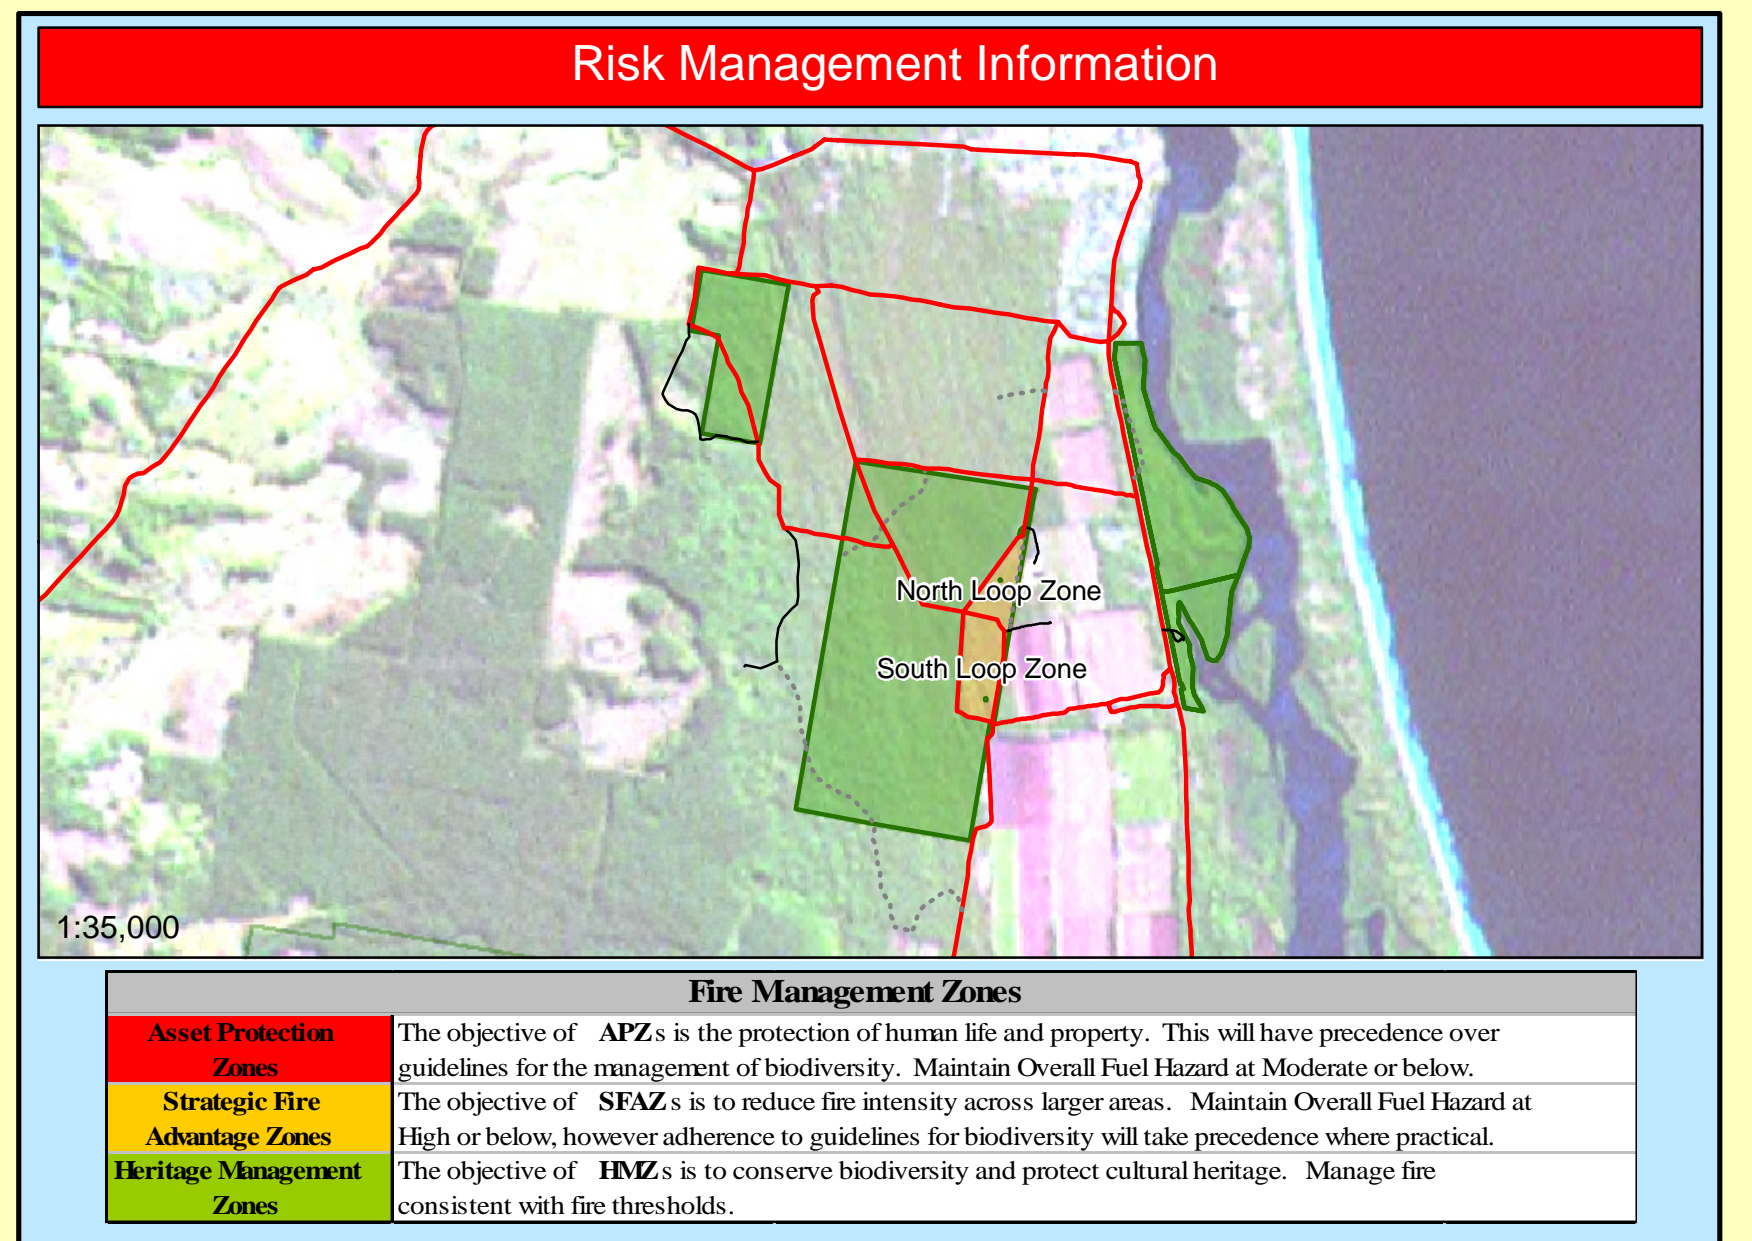 Risk Management Information
North Loop Zone
South Loop Zone
1:35,000
Fire Management Zones
Asset Protection
Zones
The objective of APZs is the protection of human life and property. This will have precedence over
guidelines for the management of biodiversity. Maintain Overall Fuel Hazard at Moderate or below.
Strategic Fire
Advantage Zones
The objective of SFAZs is to reduce fire intensity across larger areas. Maintain Overall Fuel Hazard at
High or below, however adherence to guidelines for biodiversity will take precedence where practical.
Heritage Management
Zones
The objective of HMZs is to conserve biodiversity and protect cultural heritage. Manage fire
consistent with fire thresholds.